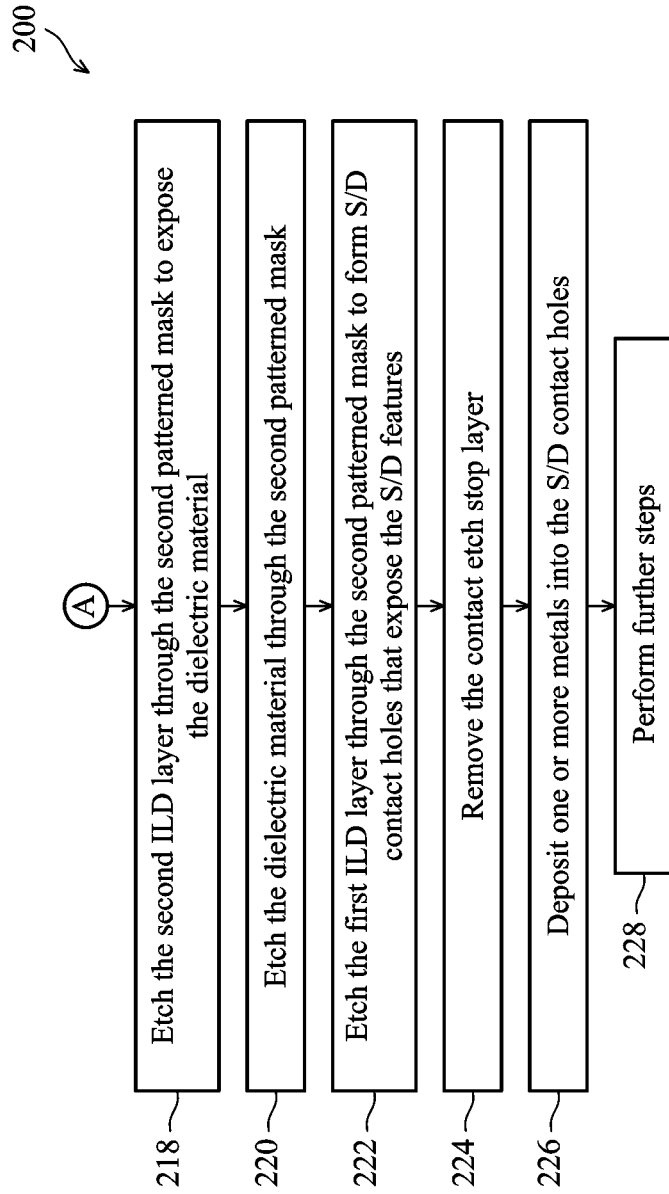 200
A
218
Etch the second ILD layer through the second patterned mask to expose
the dielectric material
220
Etch the dielectric material through the second patterned mask
222
Etch the first ILD layer through the second patterned mask to form S/D
contact holes that expose the S/D features
224
Remove the contact etch stop layer
226
Deposit one or more metals into the S/D contact holes
228
Perform further steps